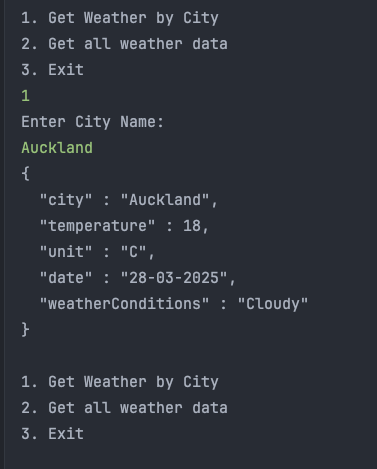 1. Get Weather by City
2. Get all weather data
3. Exit
1
Enter City Name:
Auckland
{
  "city" : "Auckland",
  "temperature" : 18,
  "unit" : "C",
  "date" : "28-03-2025",
  "weatherConditions" : "Cloudy"
}

1. Get Weather by City
2. Get all weather data
3. Exit